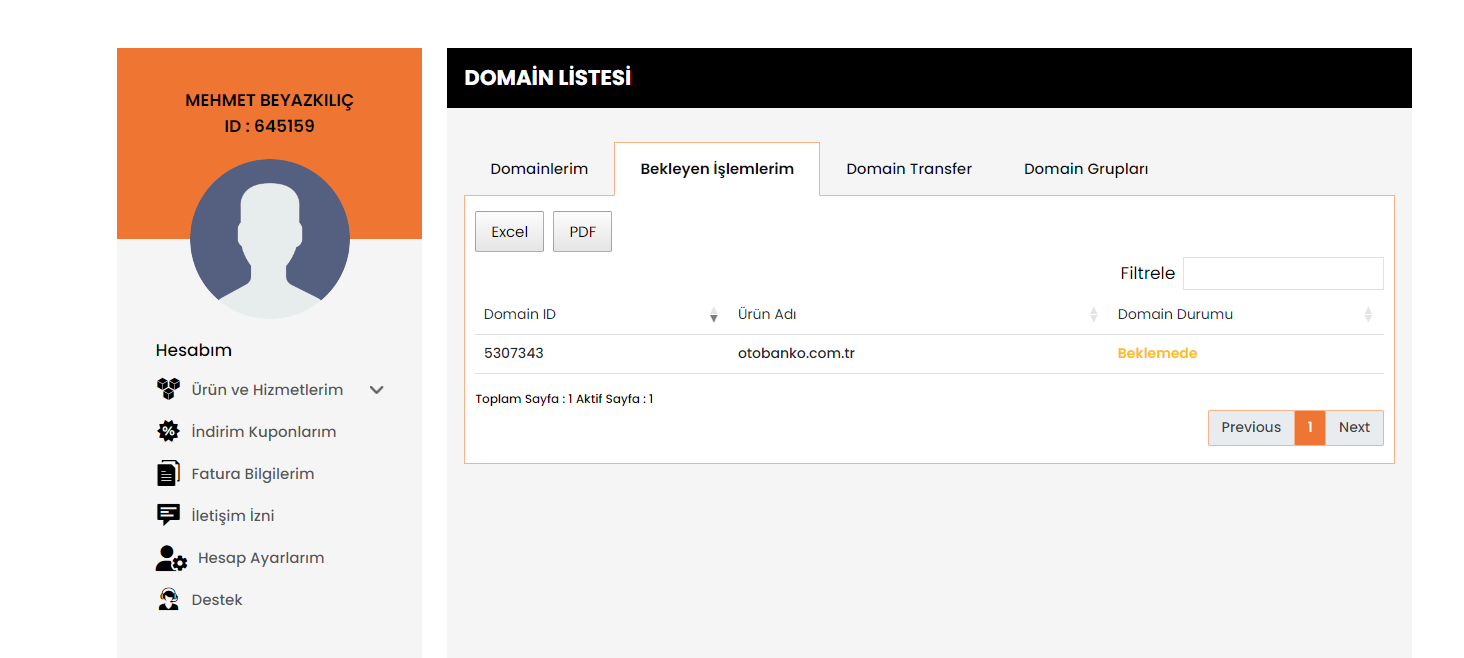 MEHMET BEYAZKILIÇ
ID : 645159
Hesabım
Ürün ve Hizmetlerim
İndirim Kuponlarım
Fatura Bilgilerim
İletişim İzni
Hesap Ayarlarım
Destek
DOMAİN LİSTESİ
Domainlerim Bekleyen İşlemlerim Domain Transfer Domain Grupları
Excel PDF
Filtrele
Domain ID Ürün Adı Domain Durumu
5307343 otobanko.com.tr Beklemede
Toplam Sayfa : 1 Aktif Sayfa : 1
Previous 1 Next